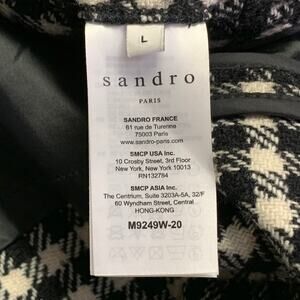 L
sandro
PARIS
SANDRO FRANCE
61 rue de Turenne
75003 Paris
www.sandro-paris.com
SMCP USA Inc.
10 Crosby Street, 3rd Floor
New York, New York 10013
RN132784
SMCP ASIA Inc.
The Centrium, Suite 3203A-5A, 32/F
60 Wyndham Street, Central
HONG-KONG
M9249W-20